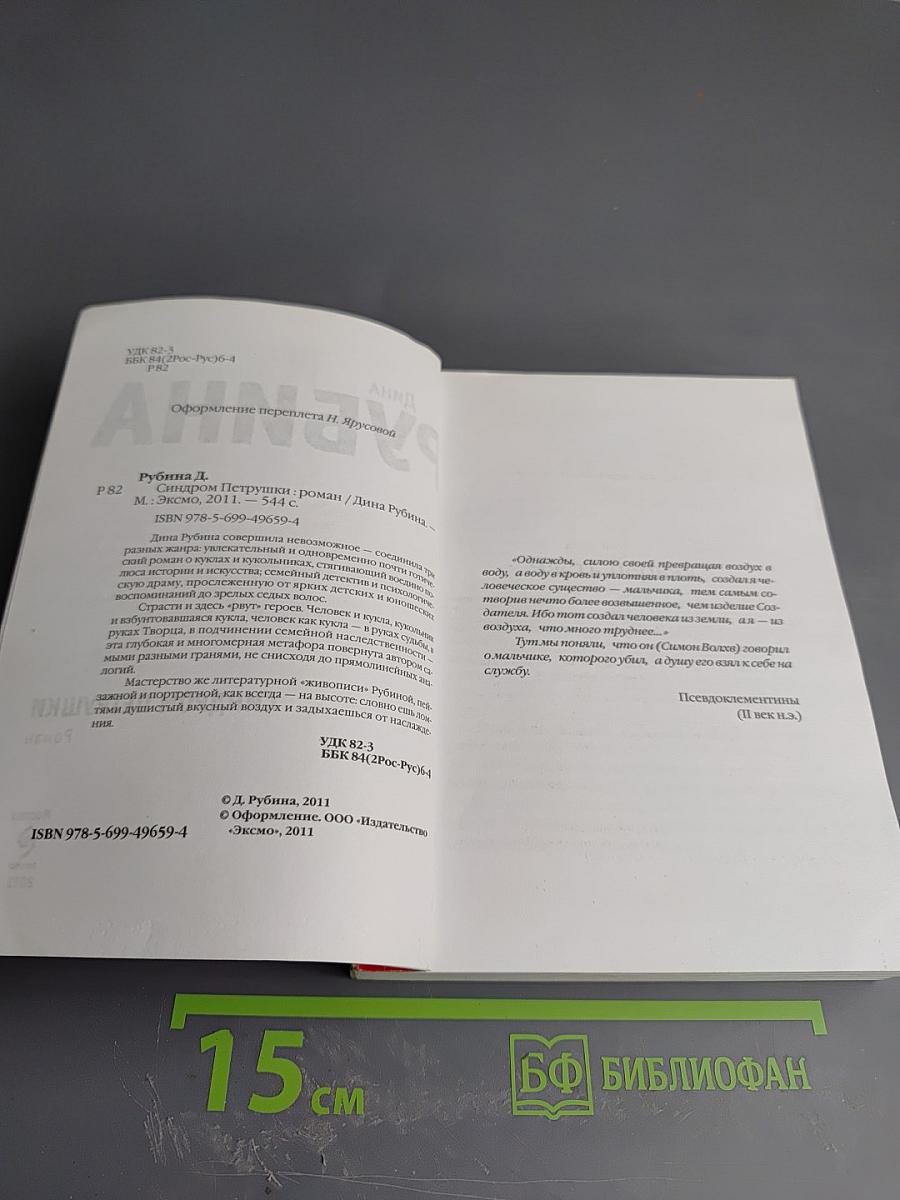 УДК 82-3
ББК 84(2Рос-Рус)6-4
Р 82
Оформление переплета Н. Ярусовой
Рубина Д.
Р 82 Синдром Петрушки : роман / Дина Рубина. —
М. : Эксмо, 2011. — 544 с.
ISBN 978-5-699-49659-4
Дина Рубина совершила невозможное — соединила три
разных жанра: увлекательный и одновременно почти готиче-
ский роман о куклах и кукольниках, стягивающий воедино по-
люса истории и искусства; семейный детектив и психологиче-
скую драму, прослеженную от ярких детских и юношеских
воспоминаний до зрелых седых волос.
Страсти и здесь «рвут» героев. Человек и кукла, кукольник
и взбунтовавшаяся кукла, человек как кукла — в руках судьбы, в
руках Творца, в подчинении семейной наследственности —
эта глубокая и многомерная метафора повернута автором са-
мыми разными гранями, не снисходя до прямолинейных ана-
логий.
Мастерство же литературной «живописи» Рубиной, пей-
зажной и портретной, как всегда — на высоте: словно ешь лом-
тями душистый вкусный воздух и задыхаешься от наслажде-
ния.
УДК 82-3
ББК 84(2Рос-Рус)6-4
© Д. Рубина, 2011
© Оформление. ООО «Издательство
ISBN 978-5-699-49659-4 «Эксмо», 2011
«Однажды, силою своей превращая воздух в
воду, а воду в кровь и уплотняя в плоть, создал я че-
ловеческое существо — мальчика, тем самым со-
творив нечто более возвышенное, чем изделие Соз-
дателя. Ибо тот создал человека из земли, а я — из
воздуха, что много труднее...»
Тут мы поняли, что он (Симон Волхв) говорил
о мальчике, которого убил, а душу его взял к себе на
службу.
Псевдоклементины
(II век н.э.)
15 см
БФ БИБЛИОФАН